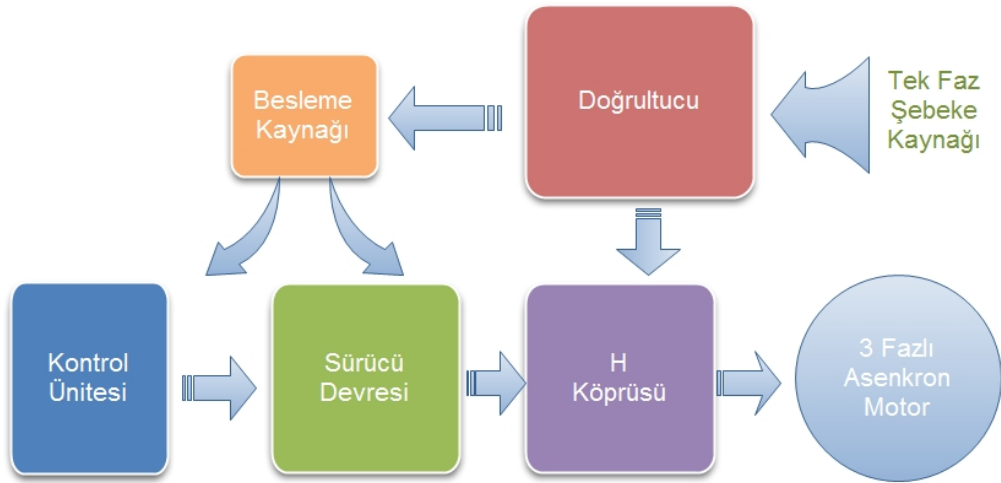 Besleme
Kaynağı
Doğrultucu
Tek Faz
Şebeke
Kaynağı
Kontrol
Ünitesi
Sürücü
Devresi
H
Köprüsü
3 Fazlı
Asenkron
Motor